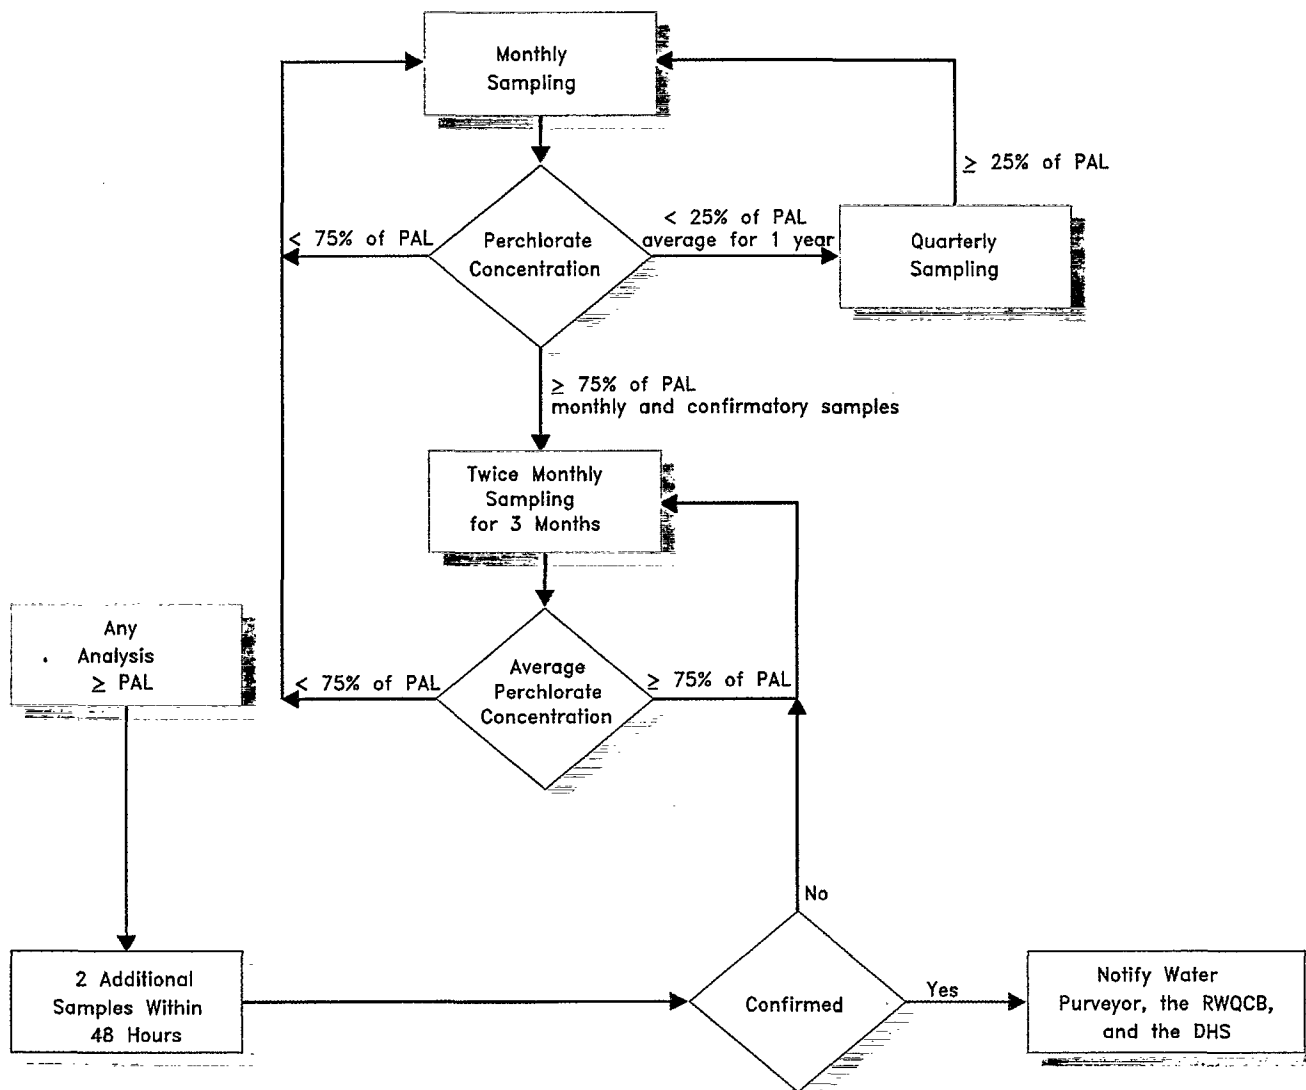 Monthly
Sampling
≥ 25% of PAL
< 75% of PAL
Perchlorate
Concentration
< 25% of PAL
average for 1 year
Quarterly
Sampling
≥ 75% of PAL
monthly and confirmatory samples
Twice Monthly
Sampling
for 3 Months
Any
Analysis
≥ PAL
< 75% of PAL
Average
Perchlorate
Concentration
≥ 75% of PAL
No
2 Additional
Samples Within
48 Hours
Confirmed
Yes
Notify Water
Purveyor, the RWQCB,
and the DHS